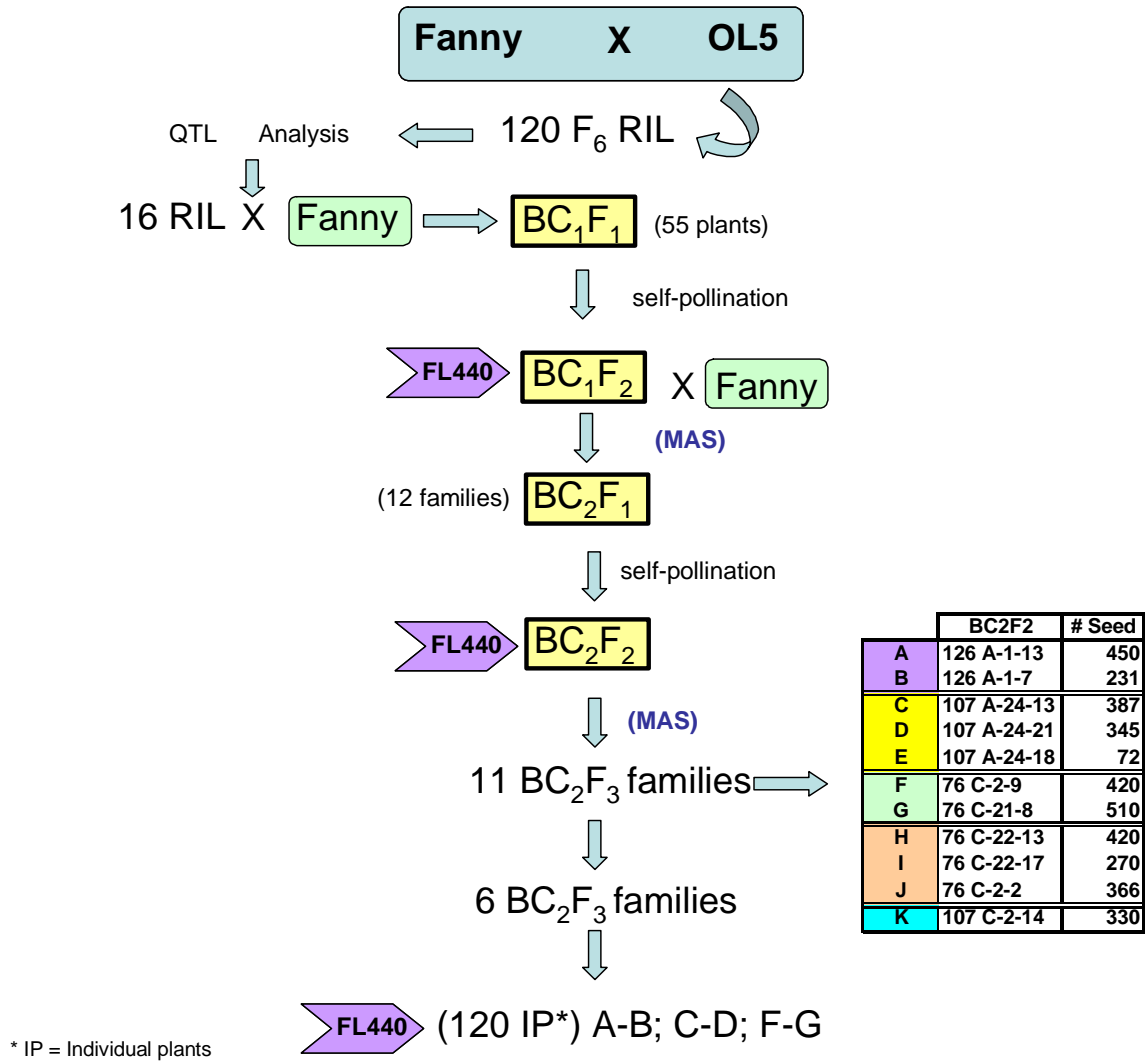 Fanny X OL5
QTL Analysis
120 F₆ RIL
16 RIL X Fanny
BC₁F₁ (55 plants)
self-pollination
FL440 BC₁F₂ X Fanny
(MAS)
(12 families) BC₂F₁
self-pollination
FL440 BC₂F₂
(MAS)
11 BC₂F₃ families
6 BC₂F₃ families
FL440 (120 IP*) A-B; C-D; F-G
* IP = Individual plants
BC2F2 # Seed
A 126 A-1-13 450
B 126 A-1-7 231
C 107 A-24-13 387
D 107 A-24-21 345
E 107 A-24-18 72
F 76 C-2-9 420
G 76 C-21-8 510
H 76 C-22-13 420
I 76 C-22-17 270
J 76 C-2-2 366
K 107 C-2-14 330